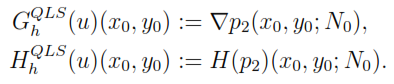 G_h^{QLS}(u)(x_0, y_0) := ∇p_2(x_0, y_0; N_0),
H_h^{QLS}(u)(x_0, y_0) := H(p_2)(x_0, y_0; N_0).